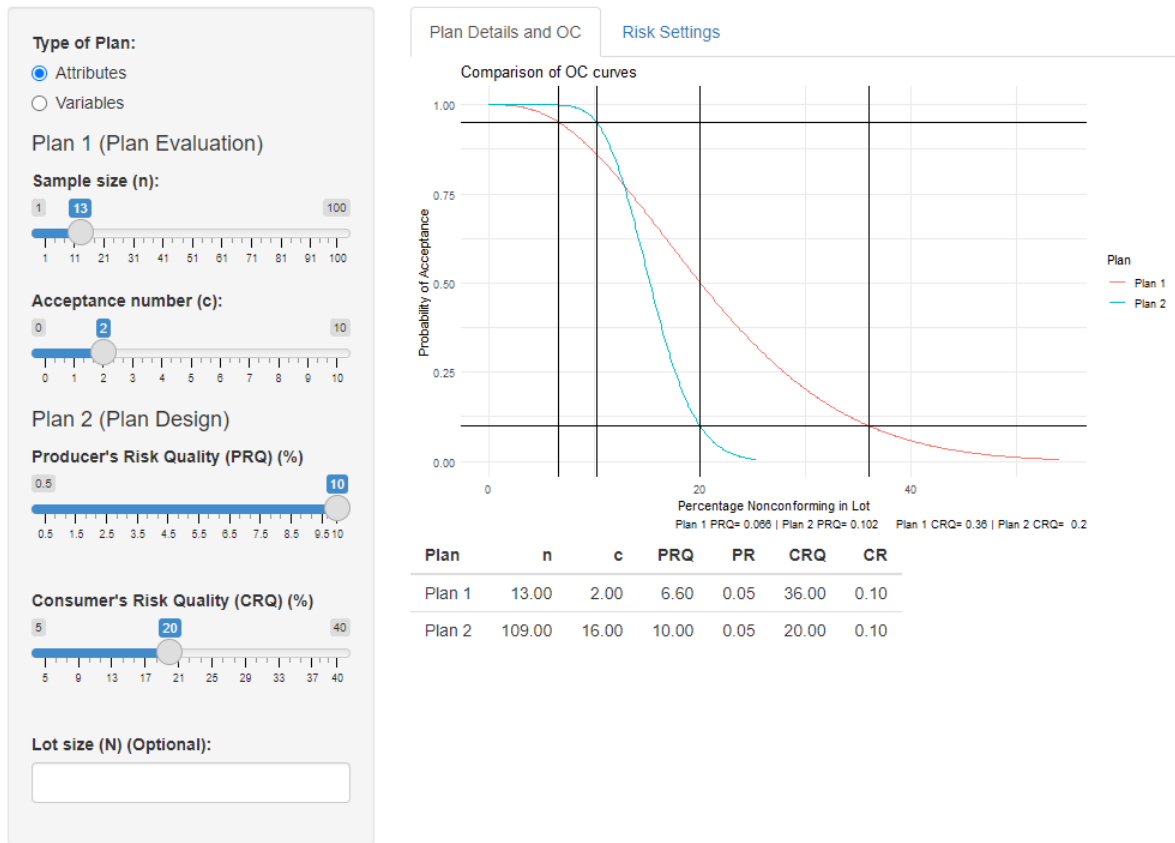 Type of Plan:
Attributes
Variables
Plan 1 (Plan Evaluation)
Sample size (n):
1 13 100
1 11 21 31 41 51 61 71 81 91 100
Acceptance number (c):
0 2 10
0 1 2 3 4 5 6 7 8 9 10
Plan 2 (Plan Design)
Producer's Risk Quality (PRQ) (%)
0.5 10
0.5 1.5 2.5 3.5 4.5 5.5 6.5 7.5 8.5 9.5 10
Consumer's Risk Quality (CRQ) (%)
5 20 40
5 9 13 17 21 25 29 33 37 40
Lot size (N) (Optional):
Plan Details and OC Risk Settings
Comparison of OC curves
Probability of Acceptance
1.00
0.75
0.50
0.25
0.00
0 20 40
Percentage Nonconforming in Lot
Plan 1 PRQ= 0.066 | Plan 2 PRQ= 0.102 Plan 1 CRQ= 0.36 | Plan 2 CRQ= 0.2
Plan
Plan 1
Plan 2
Plan n c PRQ PR CRQ CR
Plan 1 13.00 2.00 6.60 0.05 36.00 0.10
Plan 2 109.00 16.00 10.00 0.05 20.00 0.10